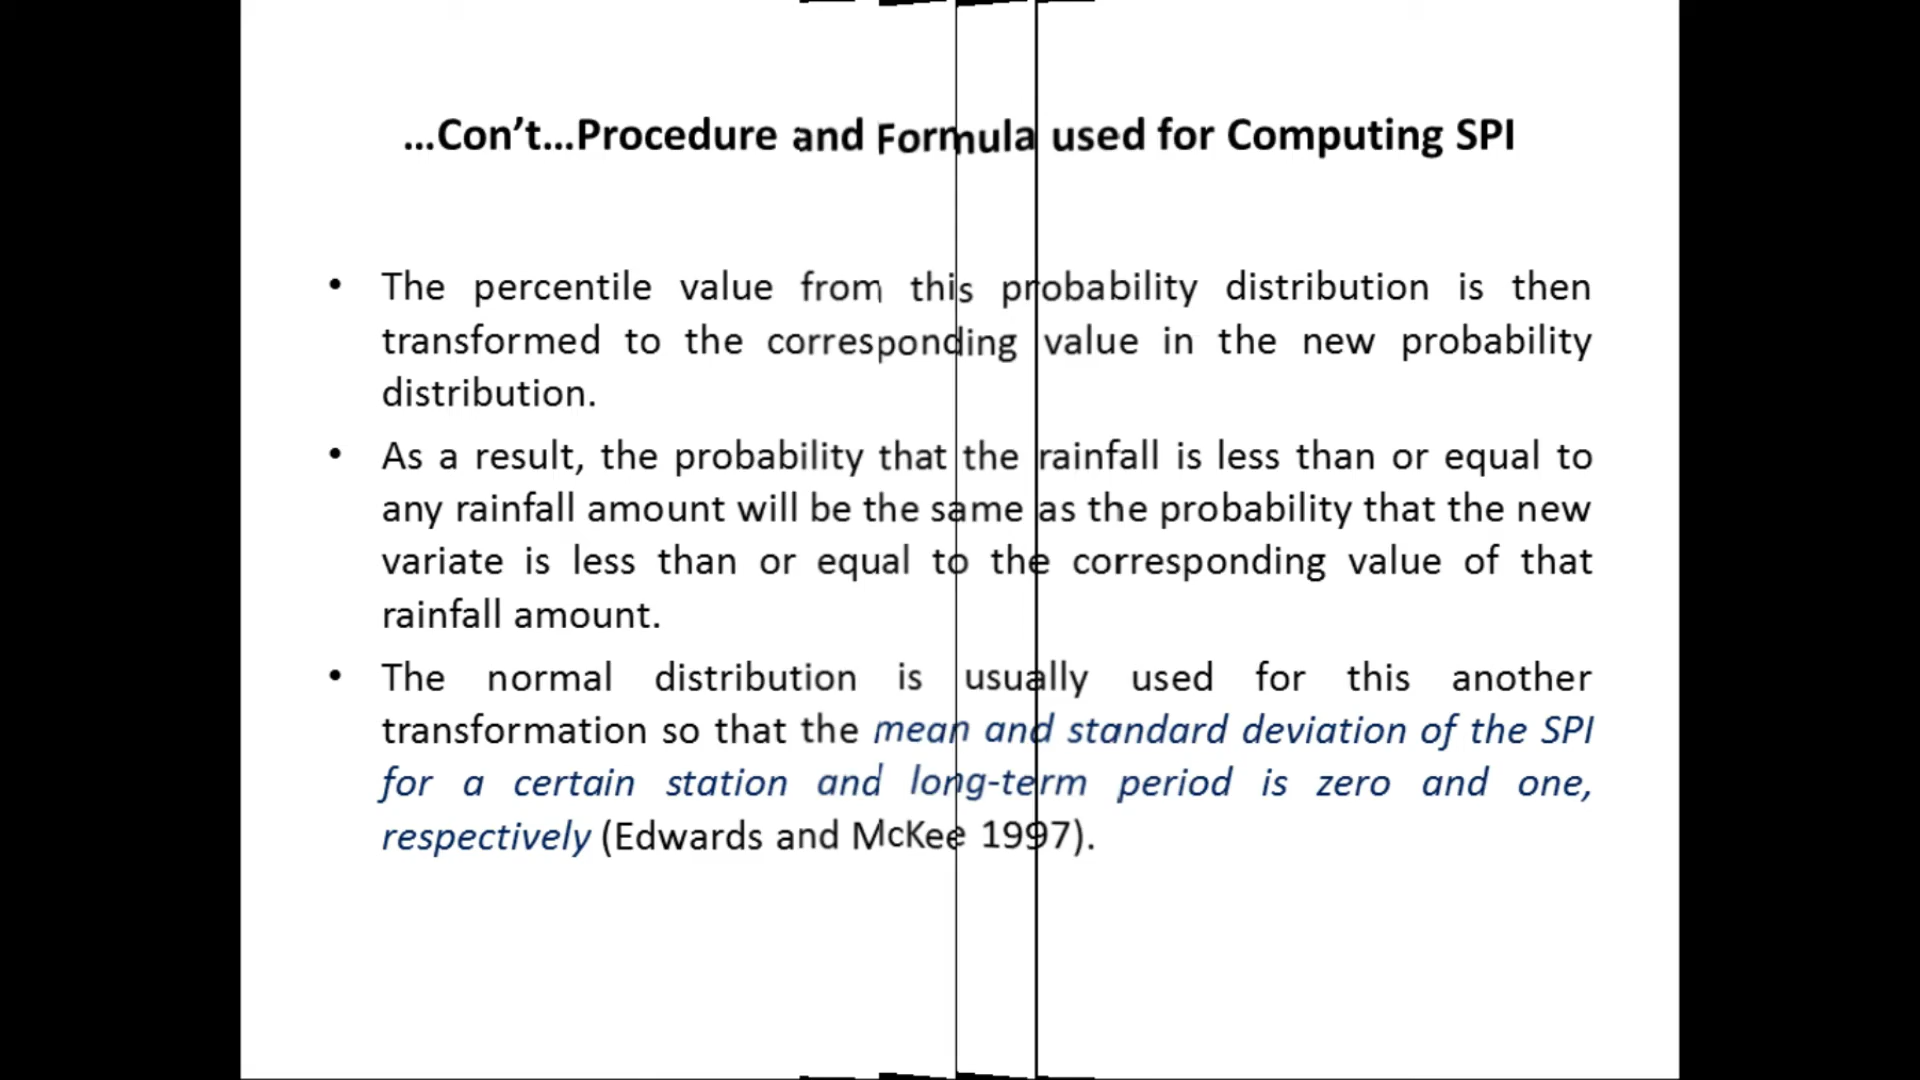 ...Con’t...Procedure and Formula used for Computing SPI
• The percentile value from this probability distribution is then
transformed to the corresponding value in the new probability
distribution.
• As a result, the probability that the rainfall is less than or equal to
any rainfall amount will be the same as the probability that the new
variate is less than or equal to the corresponding value of that
rainfall amount.
• The normal distribution is usually used for this another
transformation so that the mean and standard deviation of the SPI
for a certain station and long-term period is zero and one,
respectively (Edwards and McKee 1997).